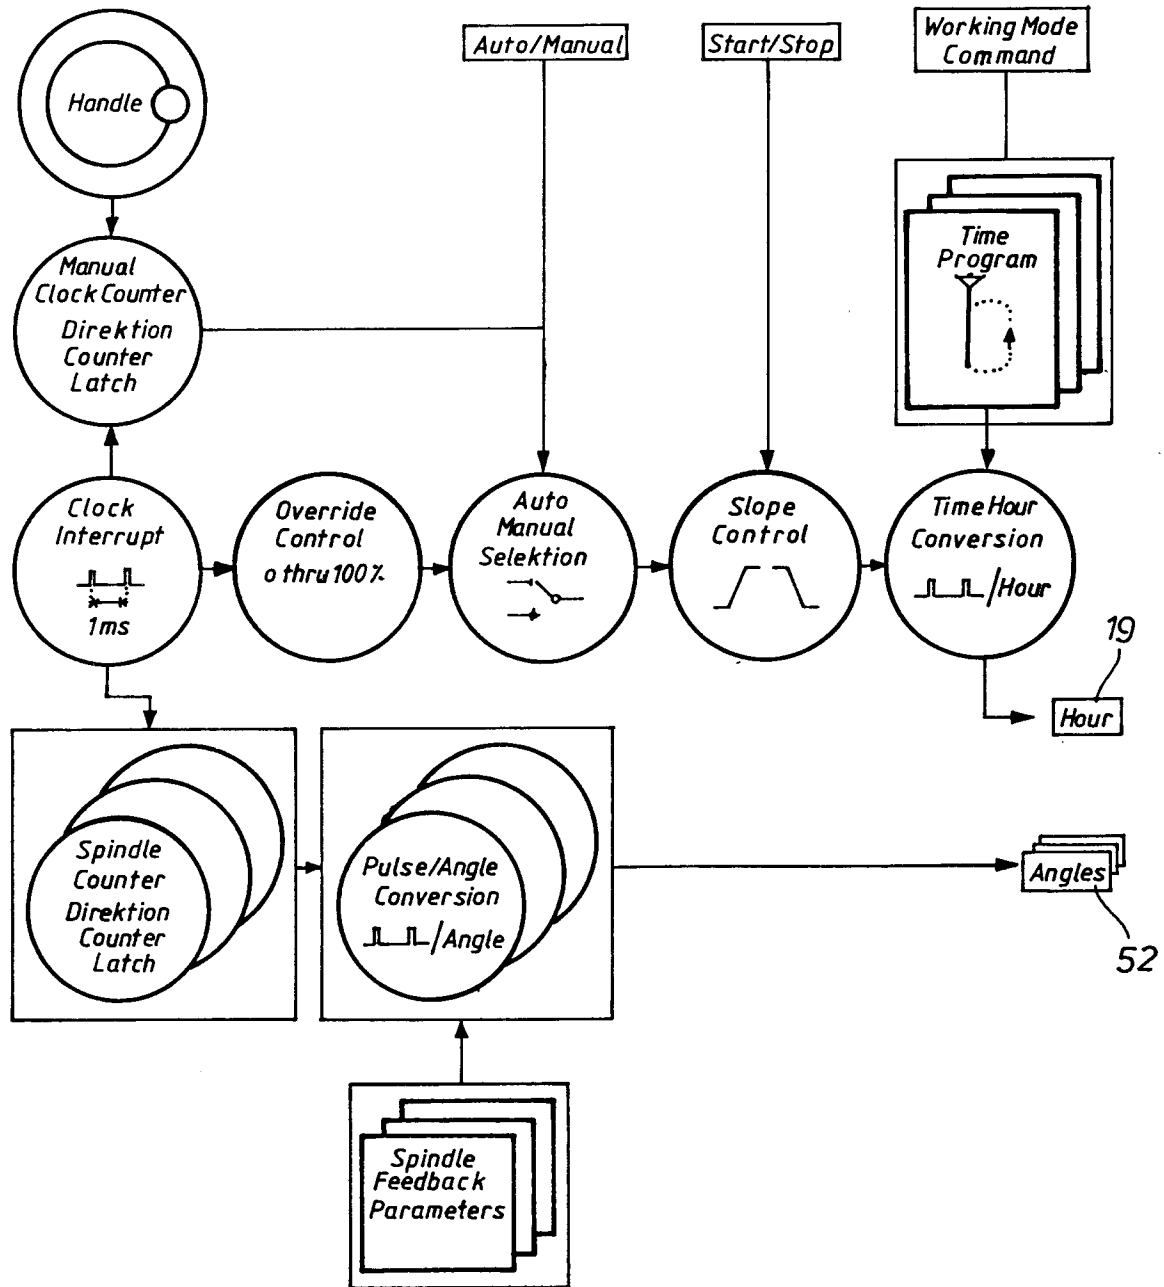 Handle
Auto/Manual
Start/Stop
Working Mode
Command
Manual
Clock Counter
Direktion
Counter
Latch
Time
Program
Clock
Interrupt
1ms
Override
Control
0 thru 100%
Auto
Manual
Selektion
Slope
Control
Time Hour
Conversion
/Hour
19
Hour
Spindle
Counter
Direktion
Counter
Latch
Pulse/Angle
Conversion
/Angle
Angles
52
Spindle
Feedback
Parameters